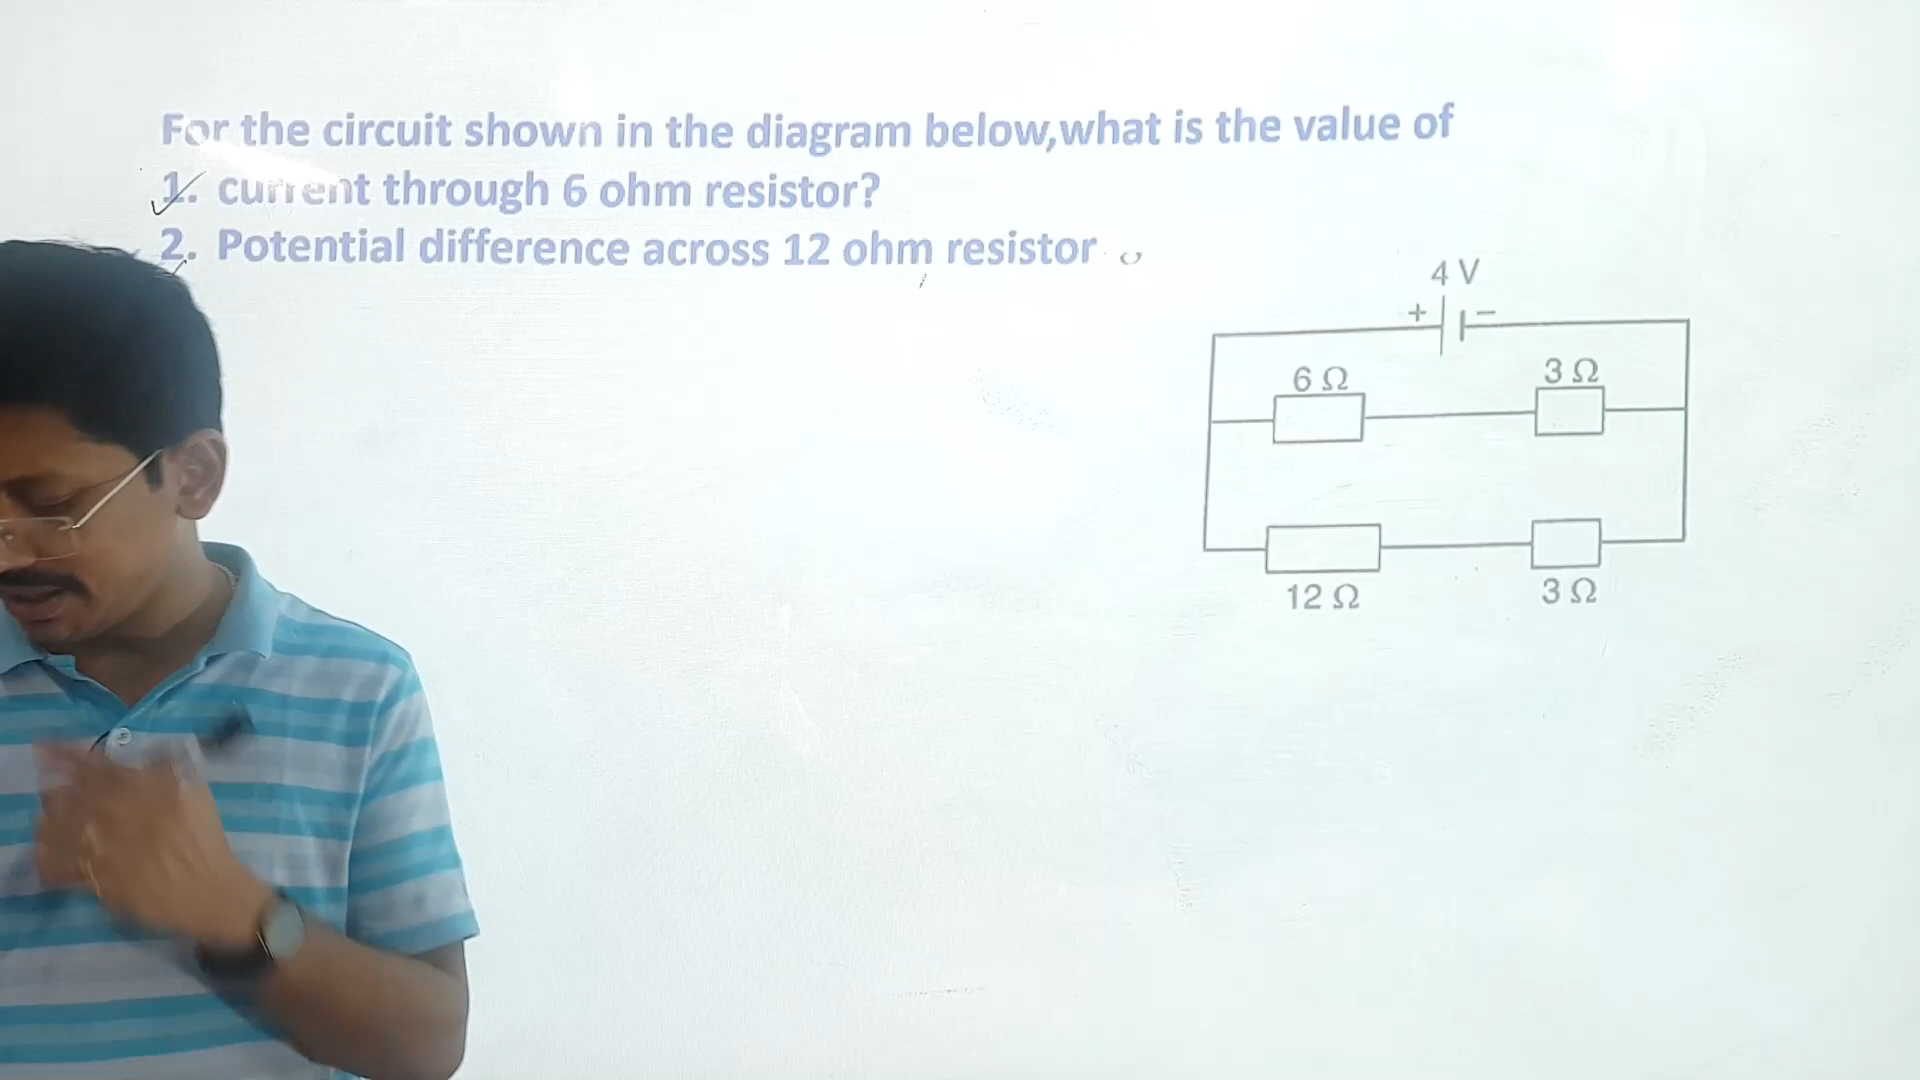 For the circuit shown in the diagram below,what is the value of
1. current through 6 ohm resistor?
2. Potential difference across 12 ohm resistor
4 V
+ −
6 Ω 3 Ω
12 Ω 3 Ω